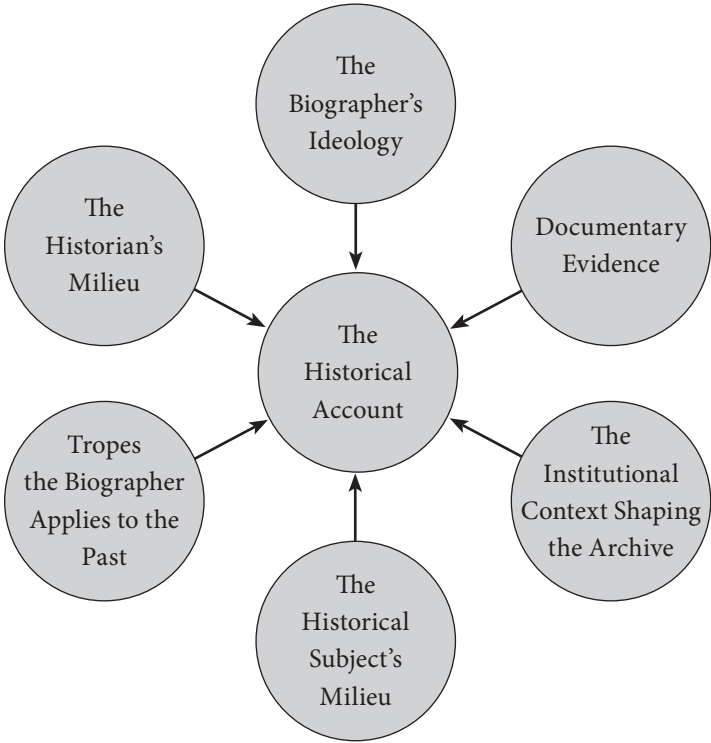 The
Biographer’s
Ideology
The
Historian’s
Milieu
Documentary
Evidence
The
Historical
Account
Tropes
the Biographer
Applies to the
Past
The
Institutional
Context Shaping
the Archive
The
Historical
Subject’s
Milieu